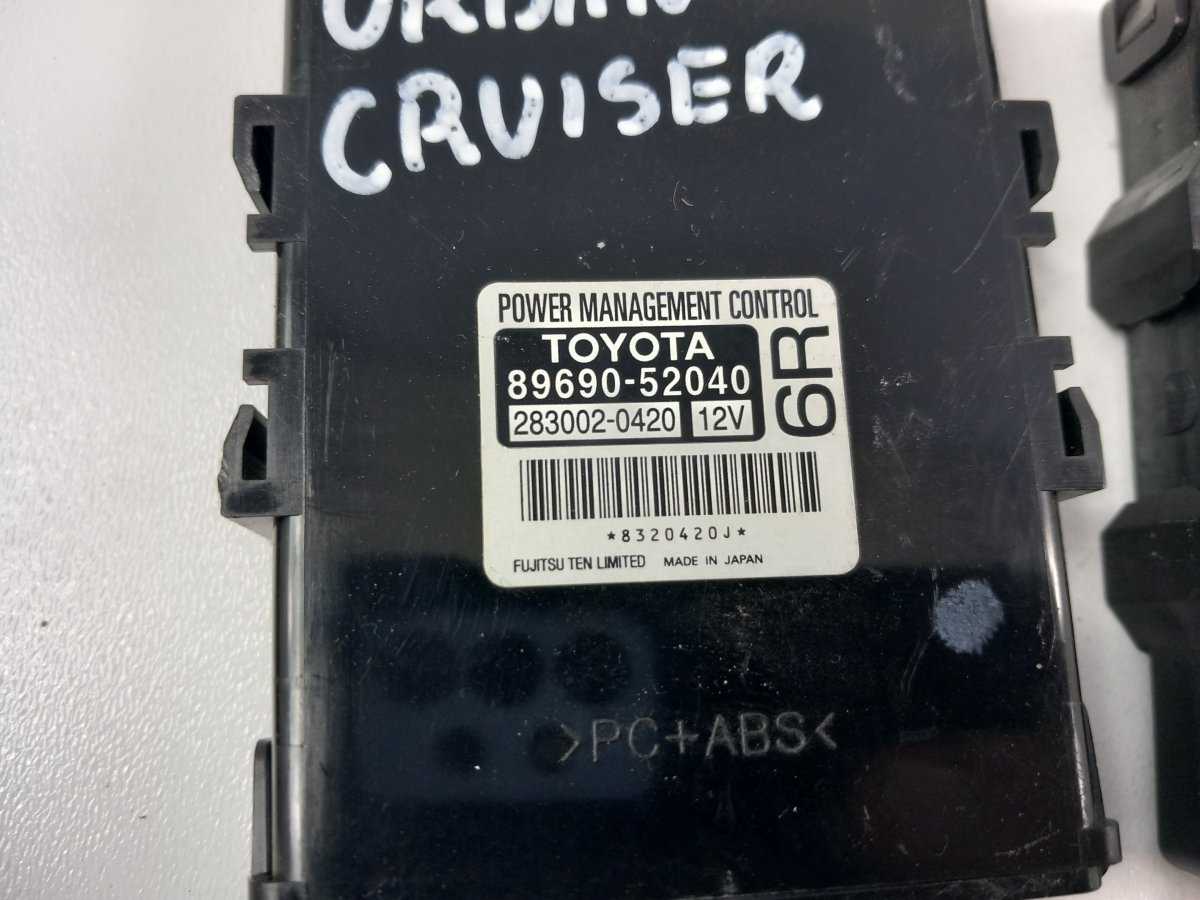 URBAN
CRUISER
POWER MANAGEMENT CONTROL
TOYOTA
89690-52040
283002-0420 12V
6R
*8320420J*
FUJITSU TEN LIMITED MADE IN JAPAN
>PC+ABS<